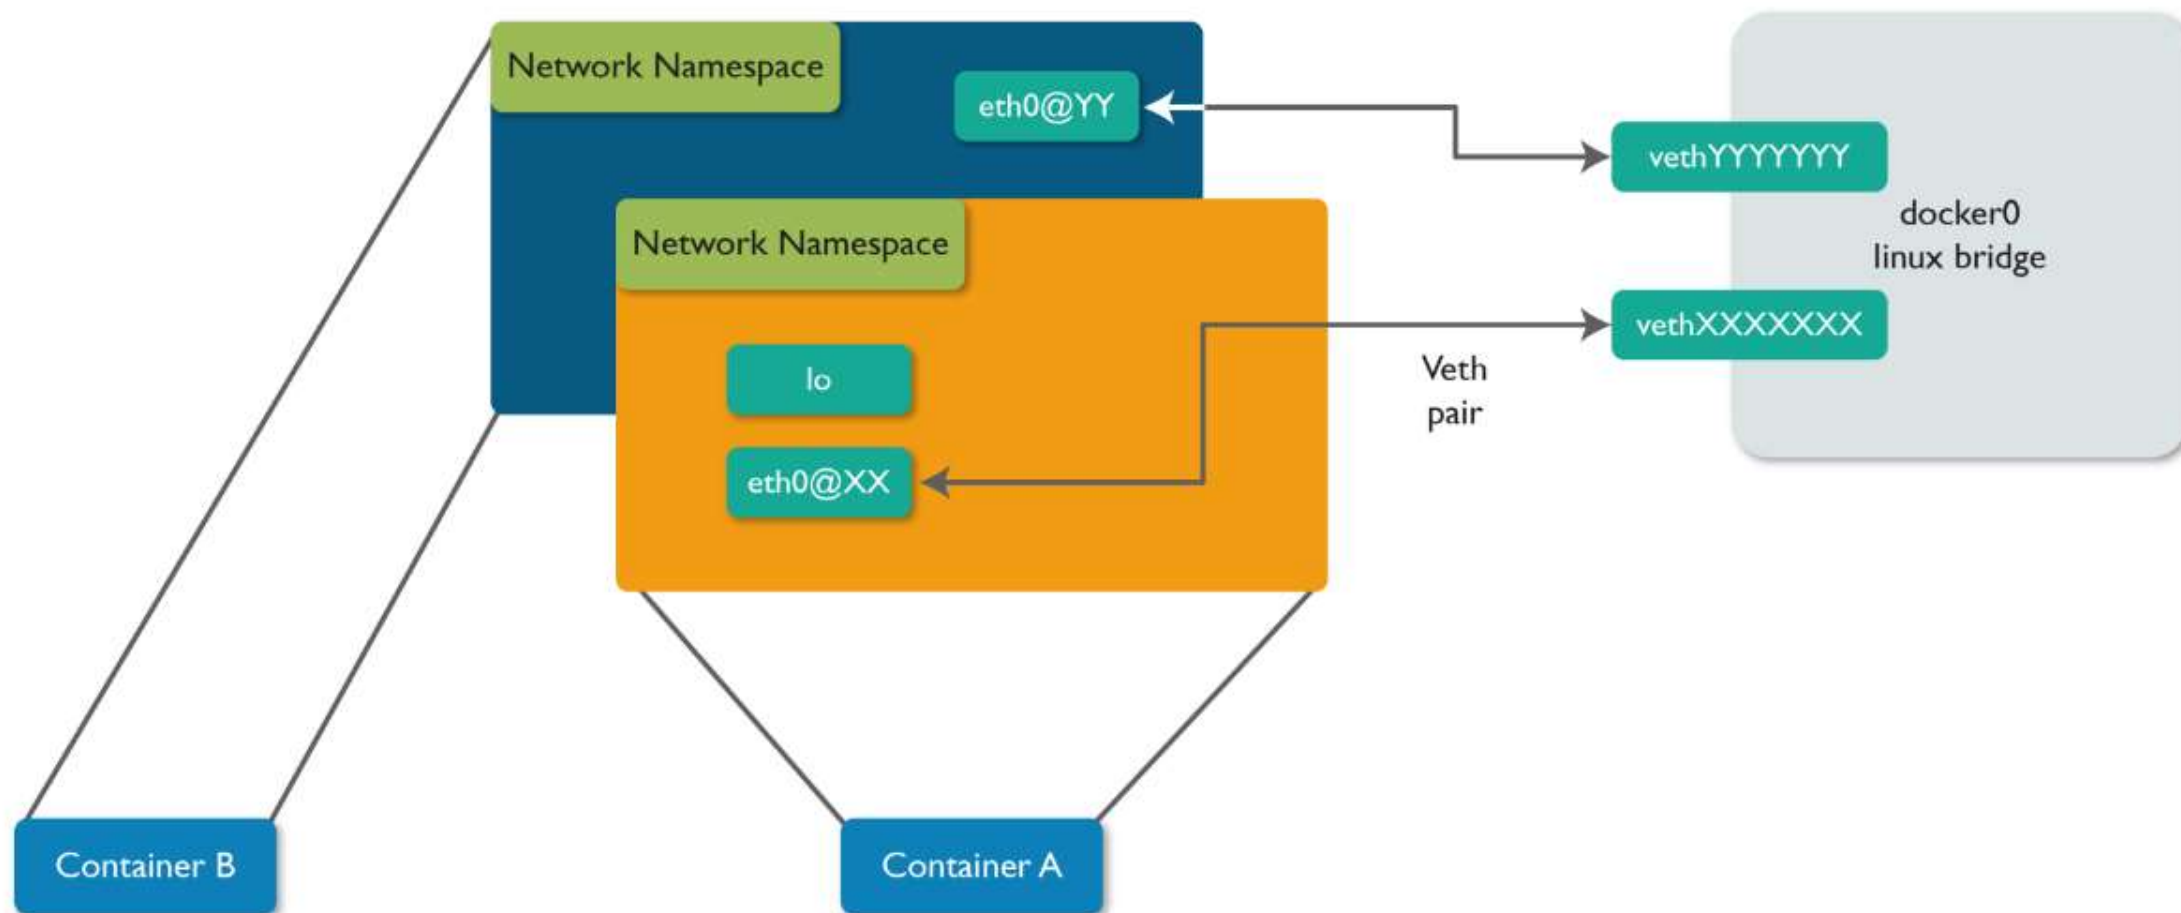 Network Namespace
eth0@YY
vethYYYYYYY
docker0
linux bridge
Network Namespace
vethXXXXXXX
lo
Veth
pair
eth0@XX
Container B
Container A